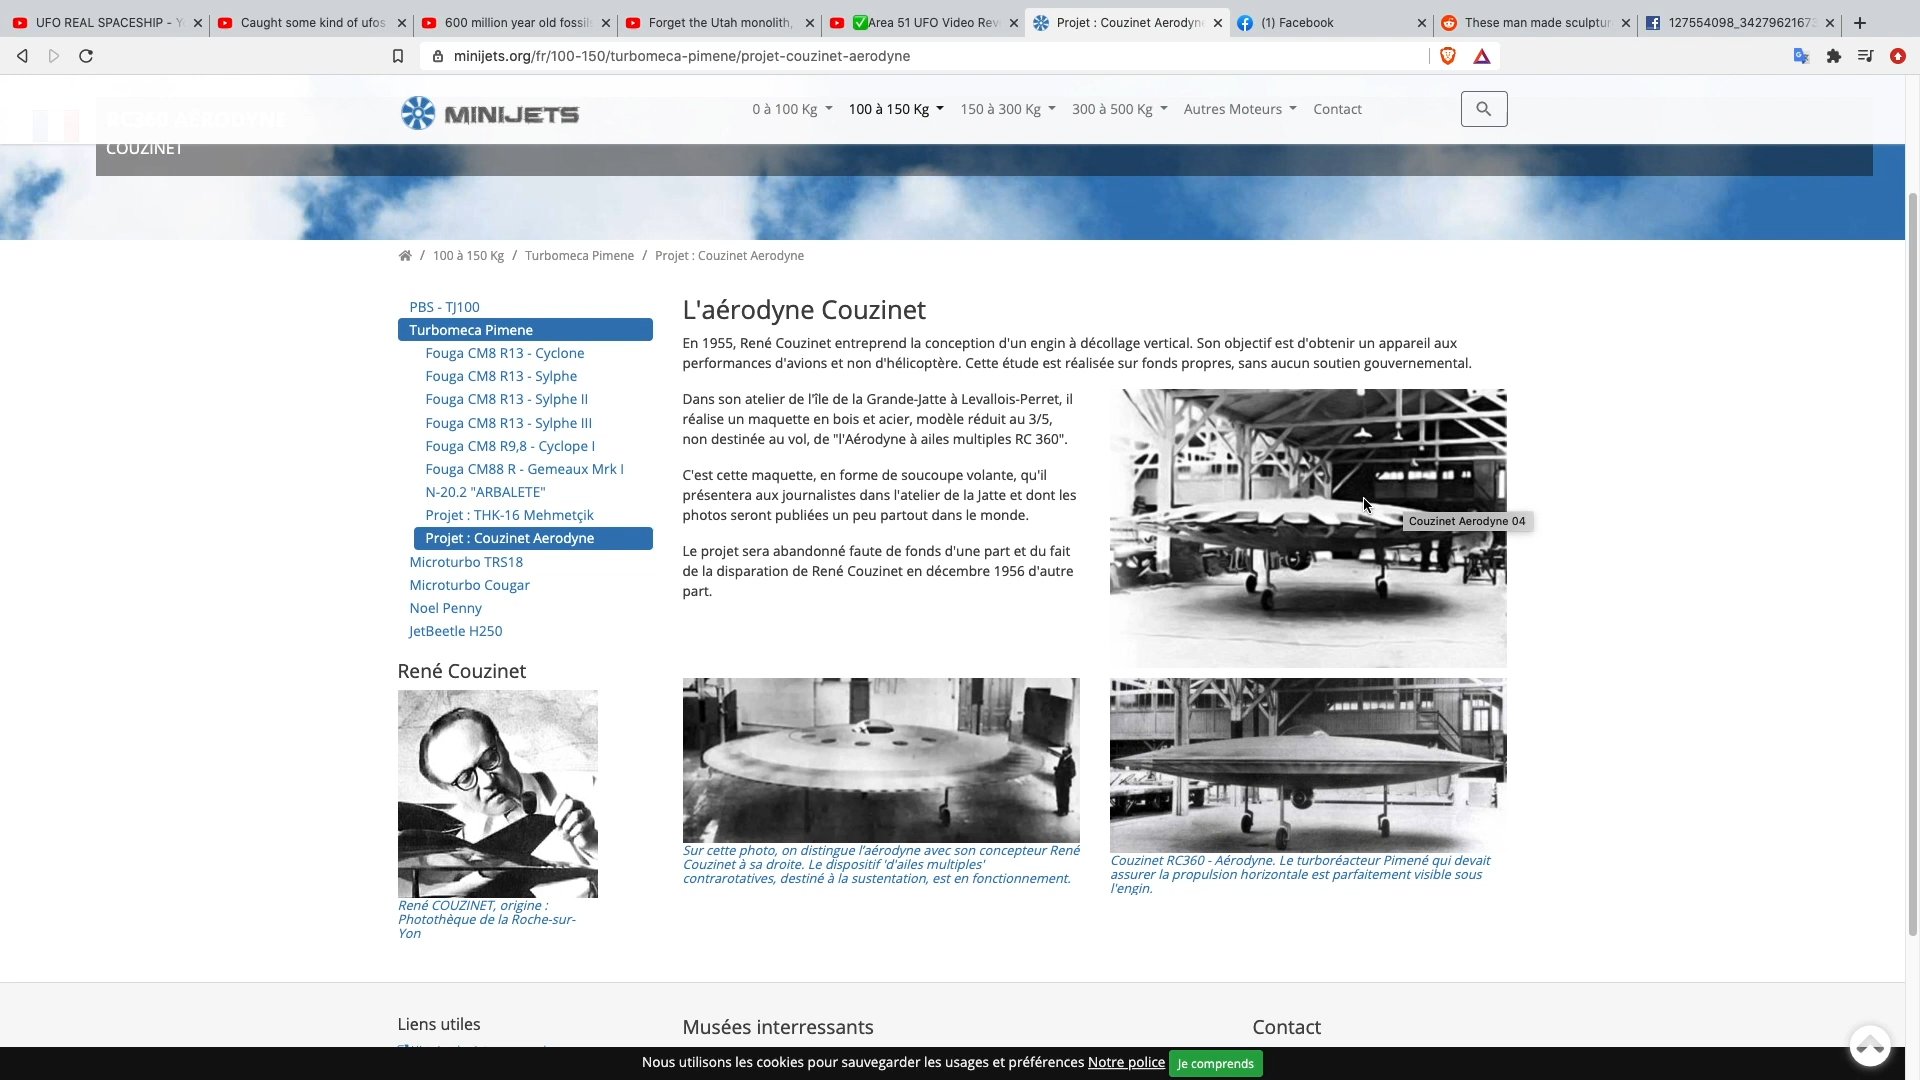 UFO REAL SPACESHIP - Y
Caught some kind of ufos
600 million year old fossils
Forget the Utah monolith,
Area 51 UFO Video Rev
Projet : Couzinet Aerodyne
(1) Facebook
These man made sculptur
127554098_34279621673
minijets.org/fr/100-150/turbomeca-pimene/projet-couzinet-aerodyne
MINIJETS
0 à 100 Kg
100 à 150 Kg
150 à 300 Kg
300 à 500 Kg
Autres Moteurs
Contact
COUZINET
/ 100 à 150 Kg / Turbomeca Pimene / Projet : Couzinet Aerodyne
PBS - TJ100
Turbomeca Pimene
Fouga CM8 R13 - Cyclone
Fouga CM8 R13 - Sylphe
Fouga CM8 R13 - Sylphe II
Fouga CM8 R13 - Sylphe III
Fouga CM8 R9,8 - Cyclope I
Fouga CM88 R - Gemeaux Mrk I
N-20.2 "ARBALETE"
Projet : THK-16 Mehmetçik
Projet : Couzinet Aerodyne
Microturbo TRS18
Microturbo Cougar
Noel Penny
JetBeetle H250
René Couzinet
René COUZINET, origine :
Photothèque de la Roche-sur-
Yon
L'aérodyne Couzinet
En 1955, René Couzinet entreprend la conception d'un engin à décollage vertical. Son objectif est d'obtenir un appareil aux
performances d'avions et non d'hélicoptère. Cette étude est réalisée sur fonds propres, sans aucun soutien gouvernemental.
Dans son atelier de l'île de la Grande-Jatte à Levallois-Perret, il
réalise un maquette en bois et acier, modèle réduit au 3/5,
non destinée au vol, de "l'Aérodyne à ailes multiples RC 360".
C'est cette maquette, en forme de soucoupe volante, qu'il
présentera aux journalistes dans l'atelier de la Jatte et dont les
photos seront publiées un peu partout dans le monde.
Le projet sera abandonné faute de fonds d'une part et du fait
de la disparation de René Couzinet en décembre 1956 d'autre
part.
Couzinet Aerodyne 04
Sur cette photo, on distingue l'aérodyne avec son concepteur René
Couzinet à sa droite. Le dispositif 'd'ailes multiples'
contrarotatives, destiné à la sustentation, est en fonctionnement.
Couzinet RC360 - Aérodyne. Le turboréacteur Pimené qui devait
assurer la propulsion horizontale est parfaitement visible sous
l'engin.
Liens utiles
Musées interressants
Contact
Nous utilisons les cookies pour sauvegarder les usages et préférences Notre police
Je comprends